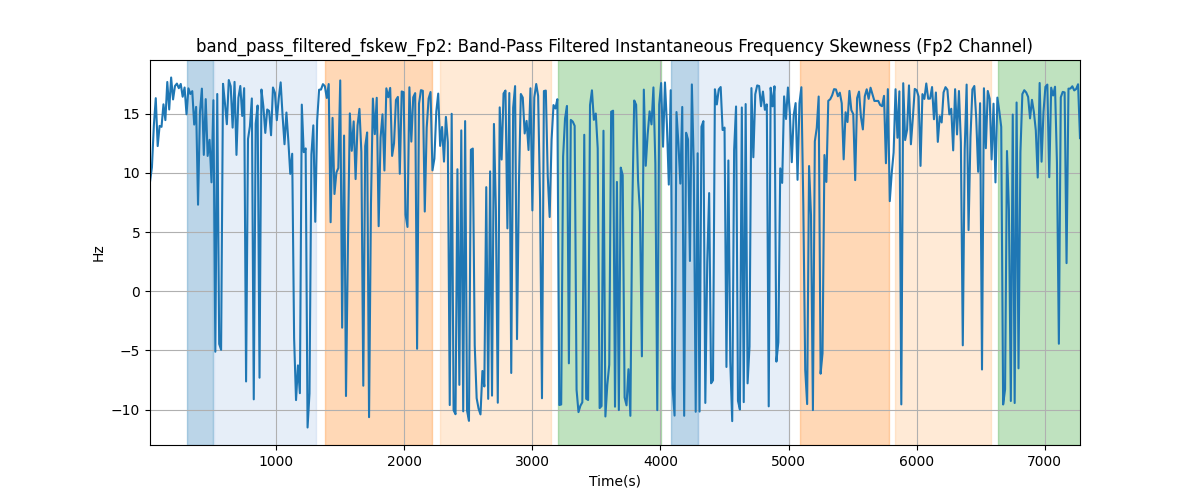 band_pass_filtered_fskew_Fp2: Band-Pass Filtered Instantaneous Frequency Skewness (Fp2 Channel)
15
10
5
0
−5
−10
Hz
1000 2000 3000 4000 5000 6000 7000
Time(s)